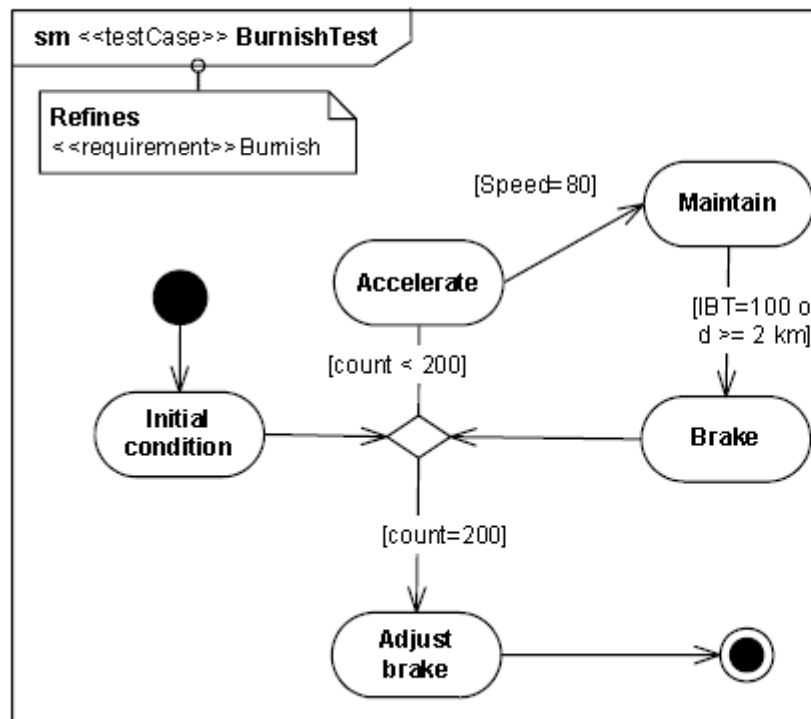 sm <<testCase>> BurnishTest
Refines
<<requirement>>Burnish
[Speed=80]
Maintain
Accelerate
[IBT=100 o
d >= 2 km]
[count < 200]
Initial
condition
Brake
[count=200]
Adjust
brake